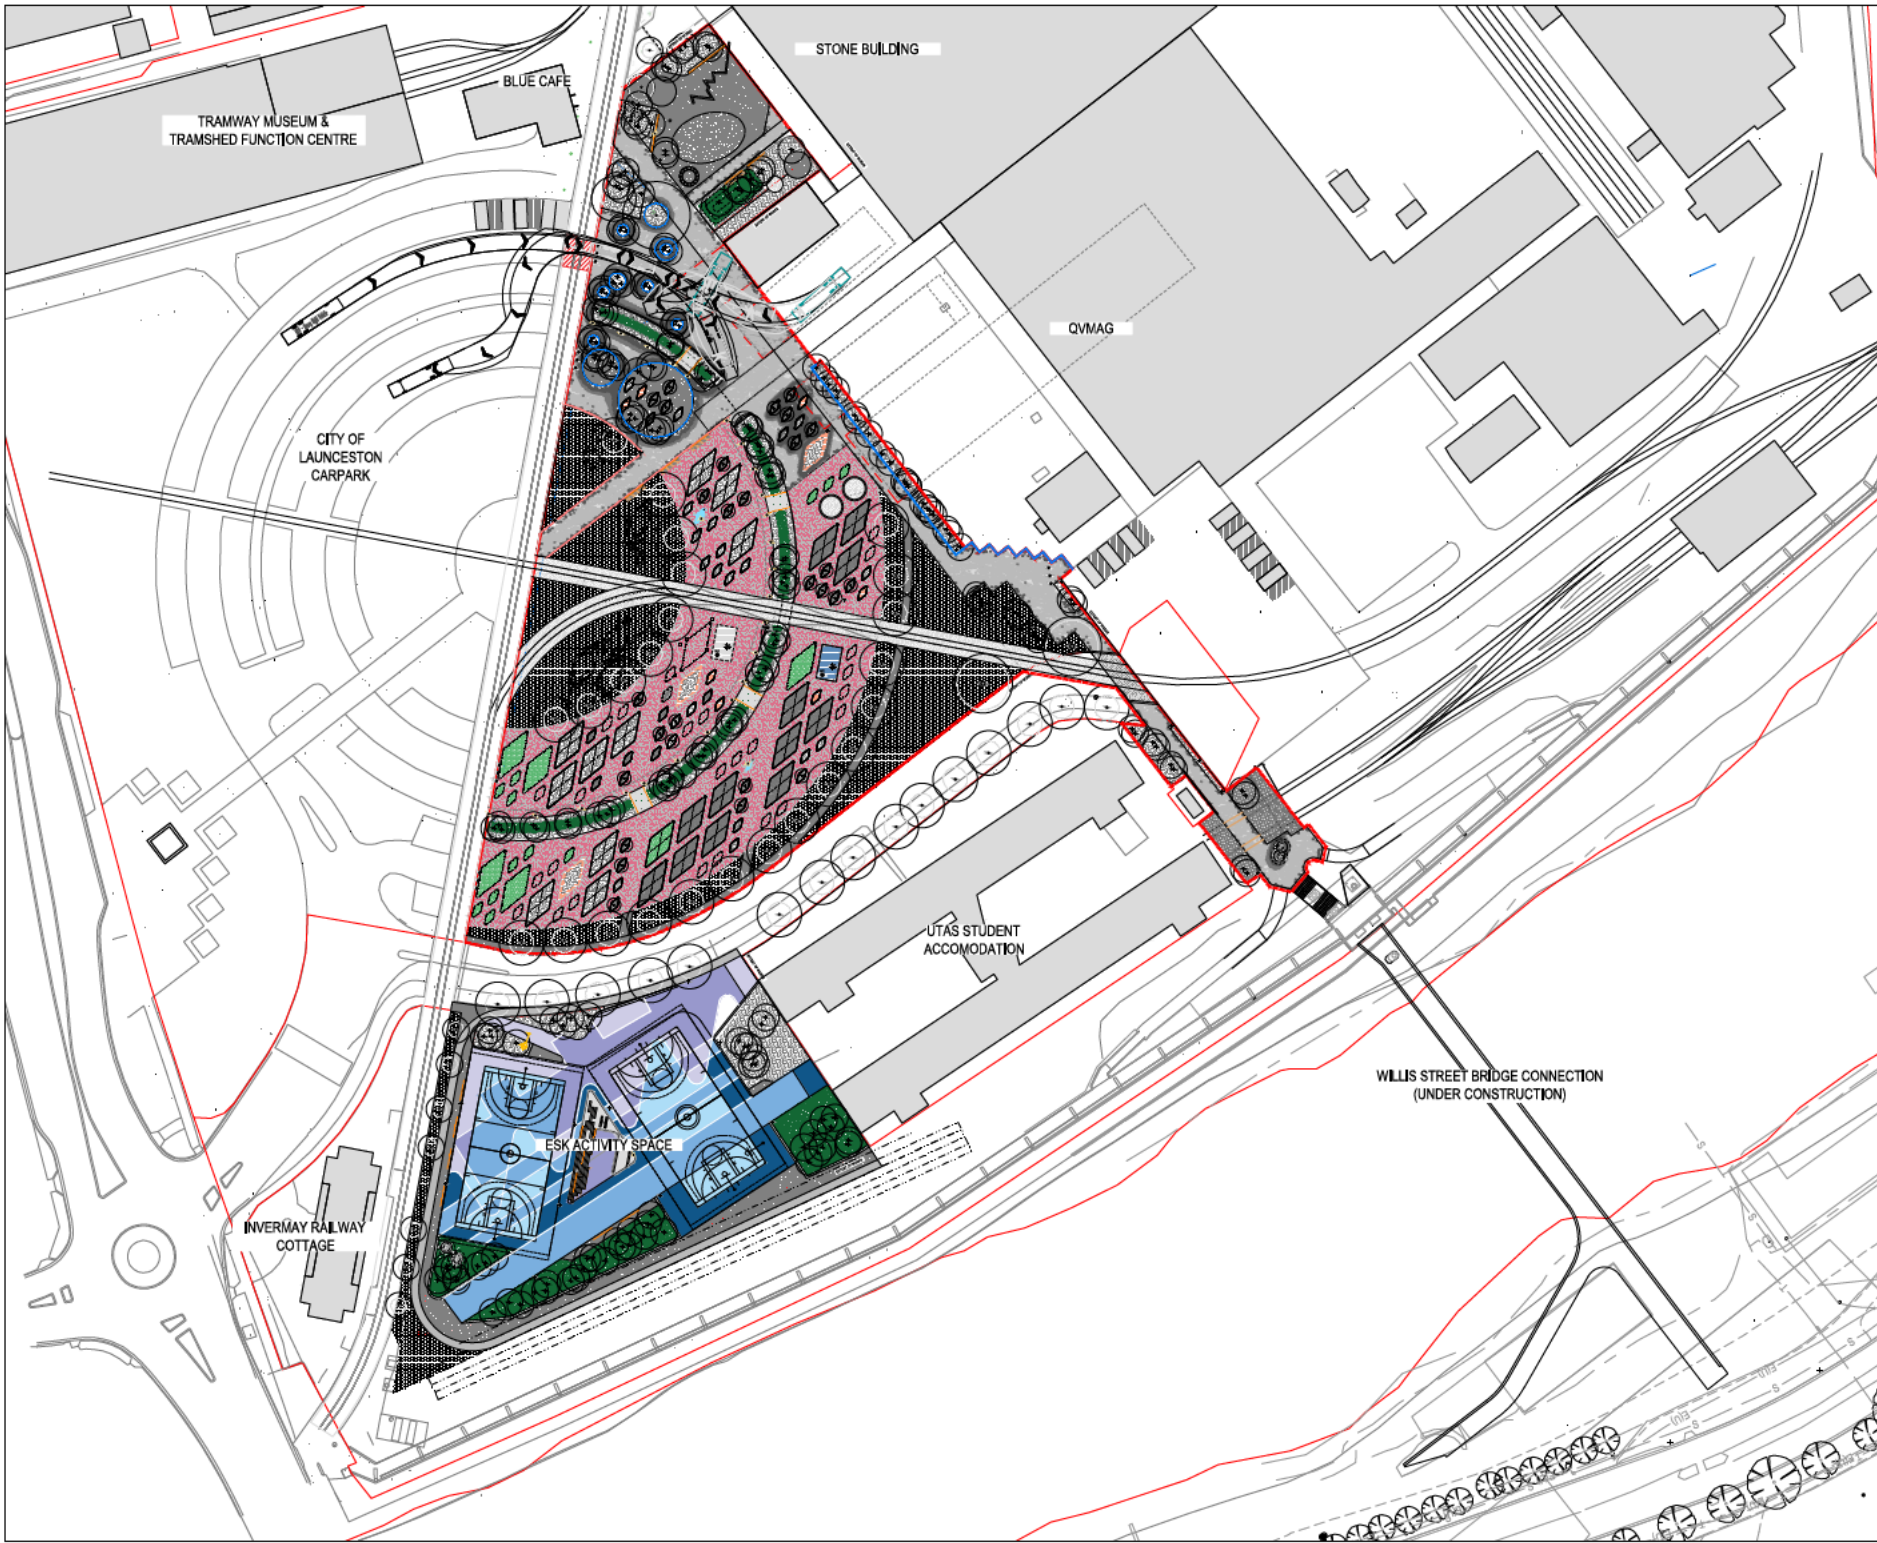 STONE BUILDING
BLUE CAFE
TRAMWAY MUSEUM &
TRAMSHED FUNCTION CENTRE
QVMAG
CITY OF
LAUNCESTON
CARPARK
UTAS STUDENT
ACCOMODATION
WILLIS STREET BRIDGE CONNECTION
(UNDER CONSTRUCTION)
ESK ACTIVITY SPACE
INVERMAY RAILWAY
COTTAGE